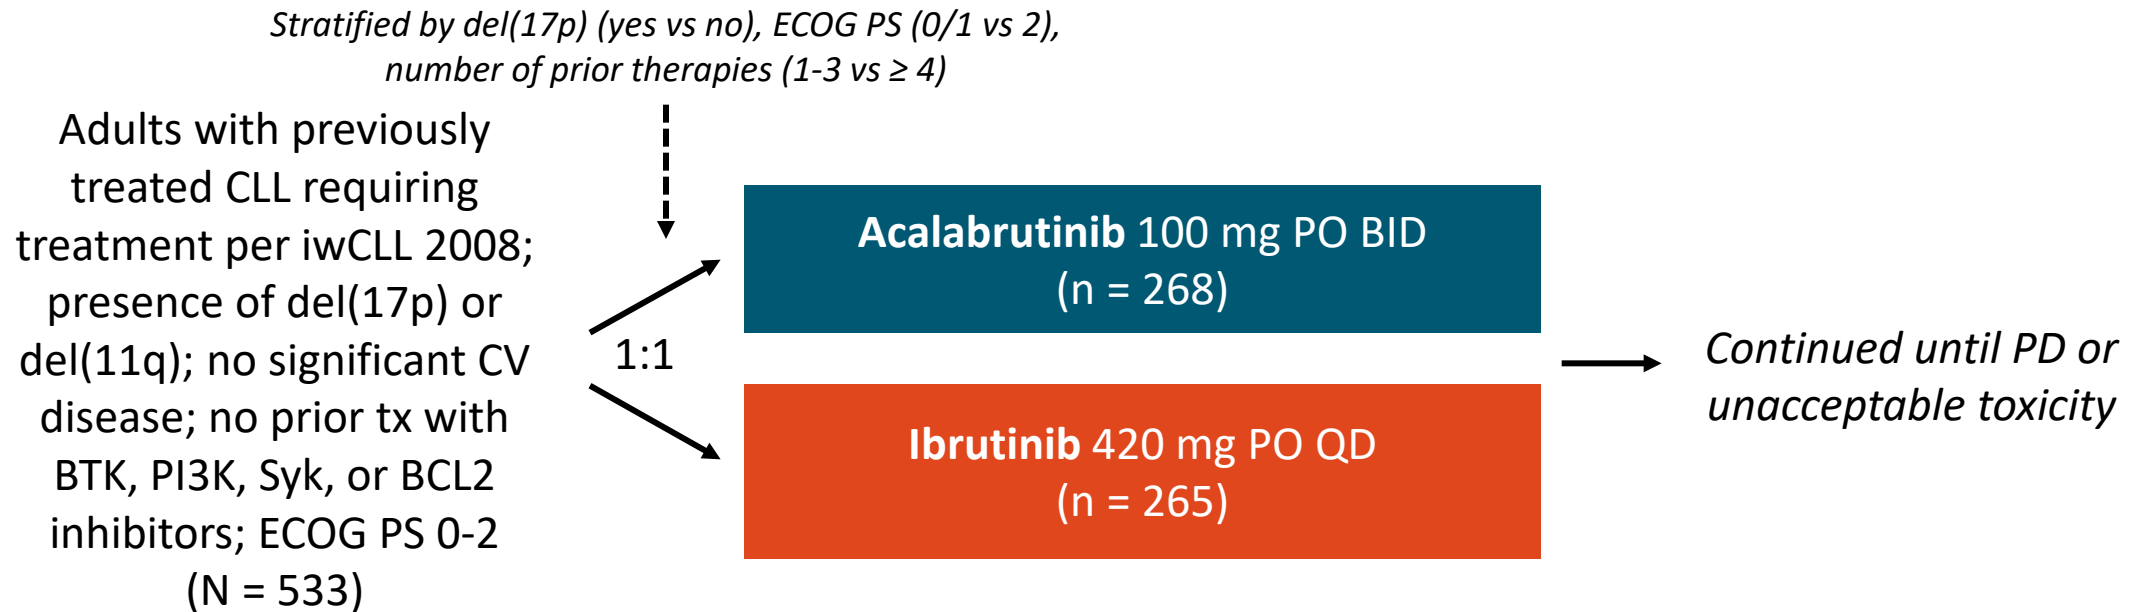 Stratified by del(17p) (yes vs no), ECOG PS (0/1 vs 2),
number of prior therapies (1-3 vs ≥ 4)
Adults with previously
treated CLL requiring
treatment per iwCLL 2008;
presence of del(17p) or
del(11q); no significant CV
disease; no prior tx with
BTK, PI3K, Syk, or BCL2
inhibitors; ECOG PS 0-2
(N = 533)
1:1
Acalabrutinib 100 mg PO BID
(n = 268)
Ibrutinib 420 mg PO QD
(n = 265)
Continued until PD or
unacceptable toxicity